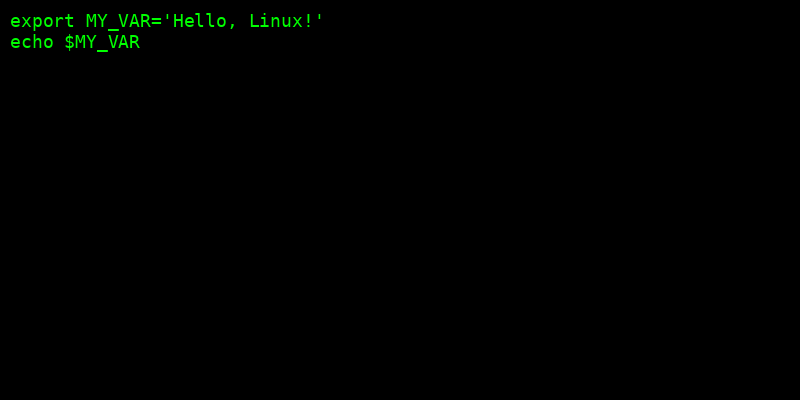 export MY_VAR='Hello, Linux!'
echo $MY_VAR